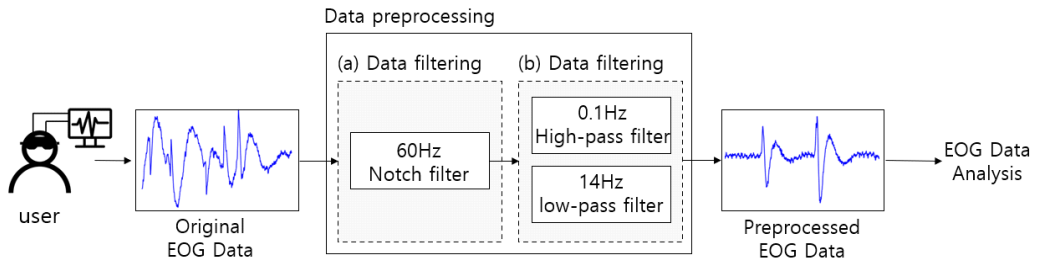 Data preprocessing
(a) Data filtering
(b) Data filtering
user
Original
EOG Data
60Hz
Notch filter
0.1Hz
High-pass filter
14Hz
low-pass filter
Preprocessed
EOG Data
EOG Data
Analysis